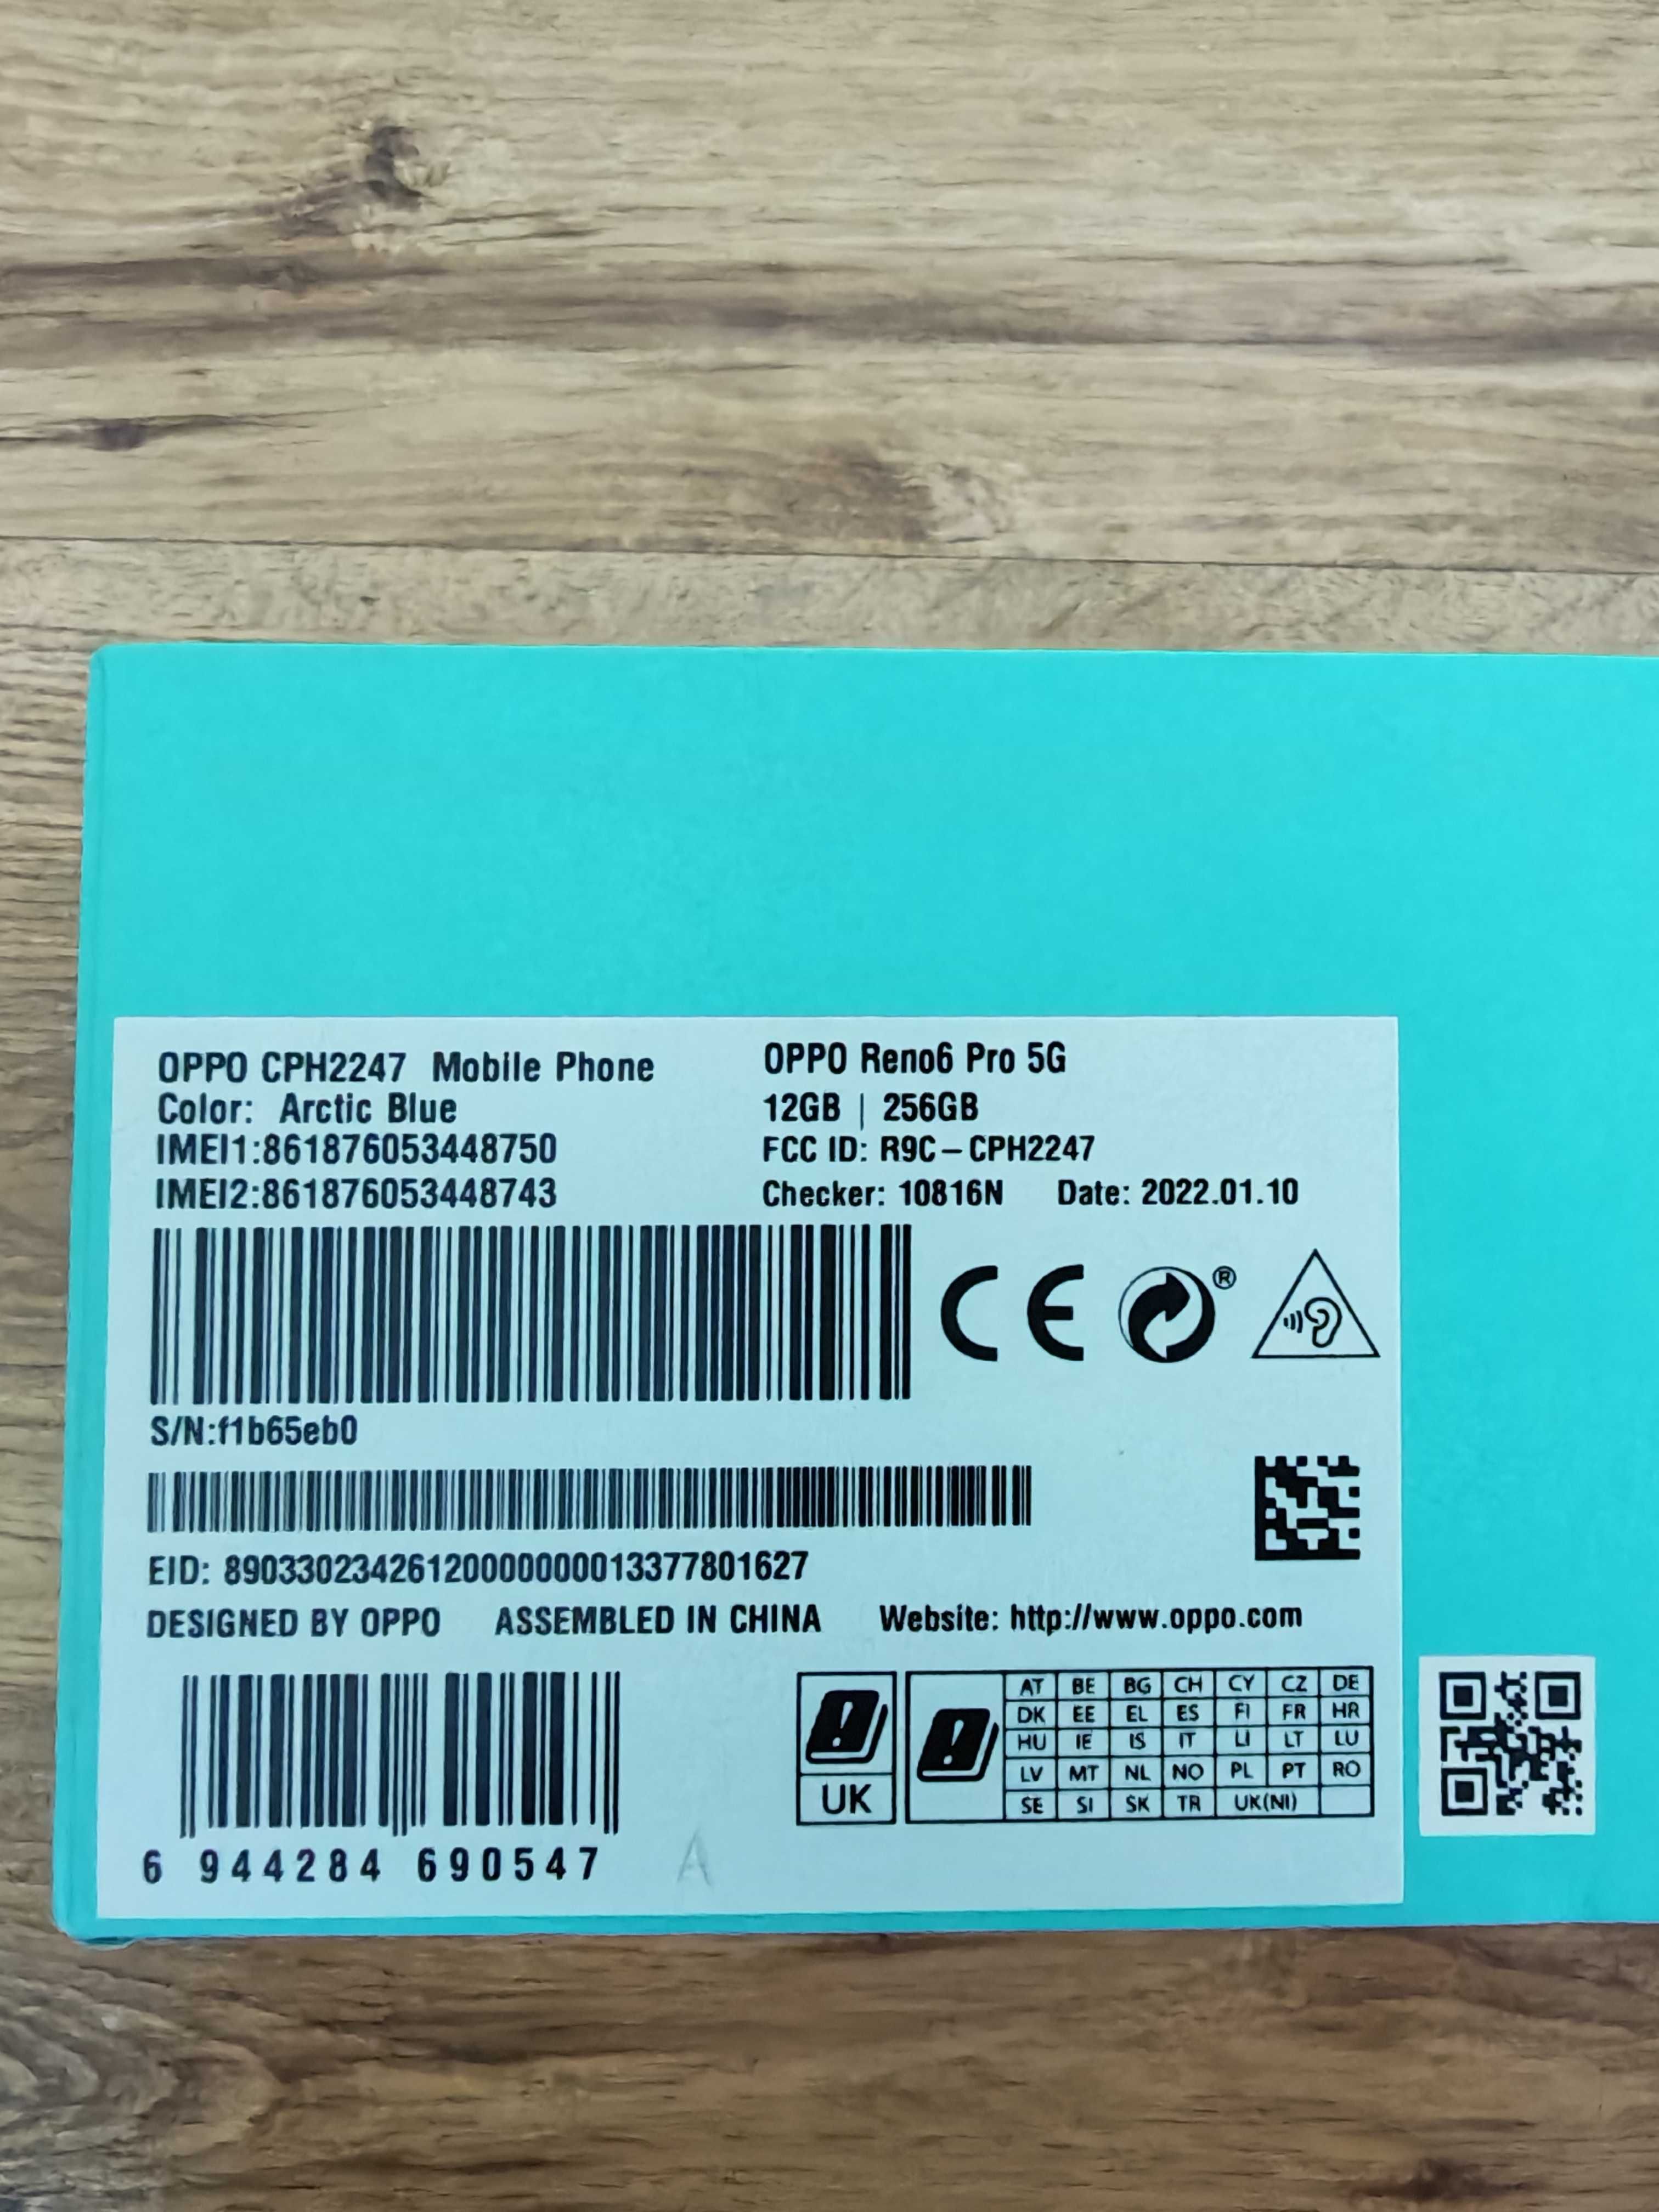 OPPO CPH2247 Mobile Phone
Color: Arctic Blue
IMEI1:861876053448750
IMEI2:861876053448743
OPPO Reno6 Pro 5G
12GB | 256GB
FCC ID: R9C-CPH2247
Checker: 10816N Date: 2022.01.10
CE
®
S/N:f1b65eb0
EID: 89033023426120000000013377801627
DESIGNED BY OPPO ASSEMBLED IN CHINA Website: http://www.oppo.com
6 944284 690547
A
UK
AT BE BG CH CY CZ DE
DK EE EL ES FI FR HR
HU IE IS IT LI LT LU
LV MT NL NO PL PT RO
SE SI SK TR UK(NI)